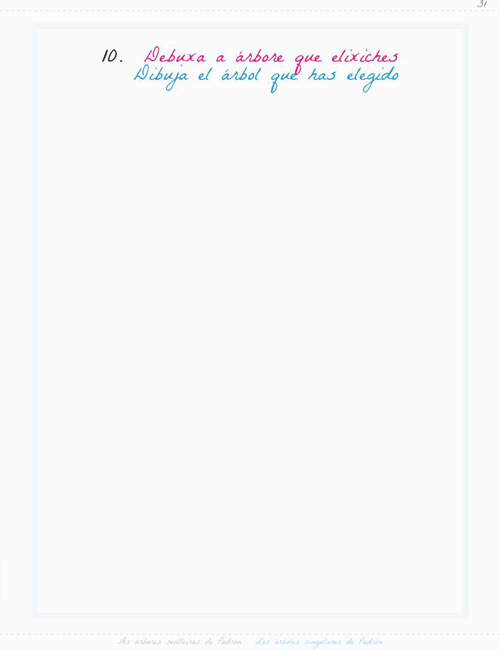 31
10. Debuxa a árbore que elixiches
Dibuja el árbol que has elegido
As árbores senlleiras de Padrón Los árboles singulares de Padrón